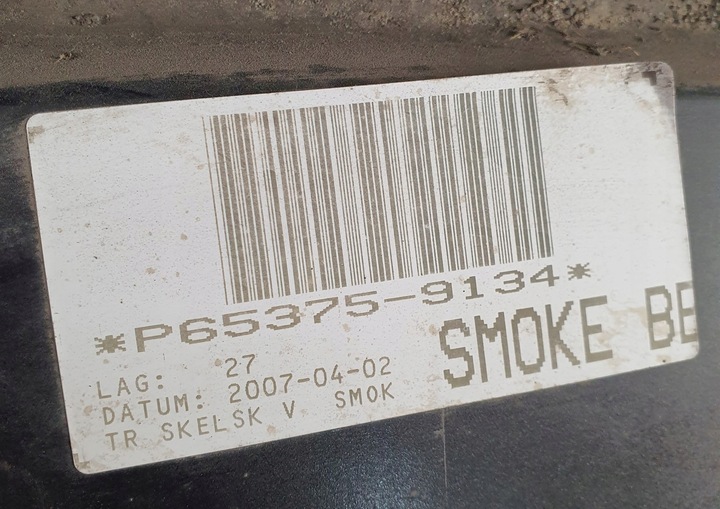 *P65375-9134*
SMOKE BE
LAG: 27
DATUM: 2007-04-02
TR SKELSK V SMOK